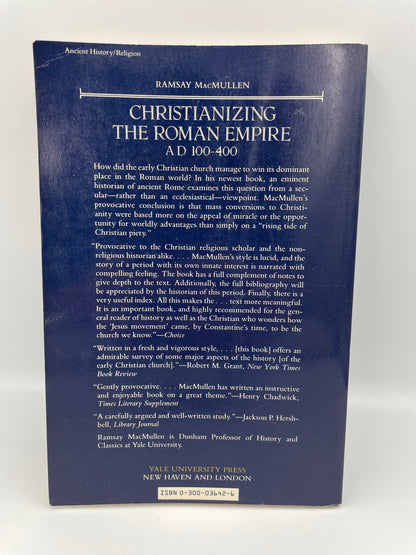 Ancient History/Religion
RAMSAY MACMULLEN
CHRISTIANIZING
THE ROMAN EMPIRE
A.D. 100-400
How did the early Christian church manage to win its dominant
place in the Roman world? In his newest book, an eminent
historian of ancient Rome examines this question from a sec-
ular—rather than an ecclesiastical—viewpoint. MacMullen's
provocative conclusion is that mass conversions to Christi-
anity were based more on the appeal of miracle or the oppor-
tunity for worldly advantages than simply on a "rising tide of
Christian piety."
"Provocative to the Christian religious scholar and the non-
religious historian alike. . . . MacMullen's style is lucid, and the
story of a period with its own innate interest is narrated with
compelling feeling. The book has a full complement of notes to
give depth to the text. Additionally, the full bibliography will
be appreciated by the historian of this period. Finally, there is a
very useful index. All this makes the . . . text more meaningful.
It is an important book, and highly recommended for the gen-
eral reader of history as well as the Christian who wonders how
the 'Jesus movement' came, by Constantine's time, to be the
church we know."—Choice
"Written in a fresh and vigorous style, . . . [this book] offers an
admirable survey of some major aspects of the history [of the
early Christian church]."—Robert M. Grant, New York Times
Book Review
"Gently provocative. . . . MacMullen has written an instructive
and enjoyable book on a great theme."—Henry Chadwick,
Times Literary Supplement
"A carefully argued and well-written study."—Jackson P. Hersh-
bell, Library Journal
Ramsay MacMullen is Dunham Professor of History and
Classics at Yale University.
YALE UNIVERSITY PRESS
NEW HAVEN AND LONDON
ISBN 0-300-03642-6